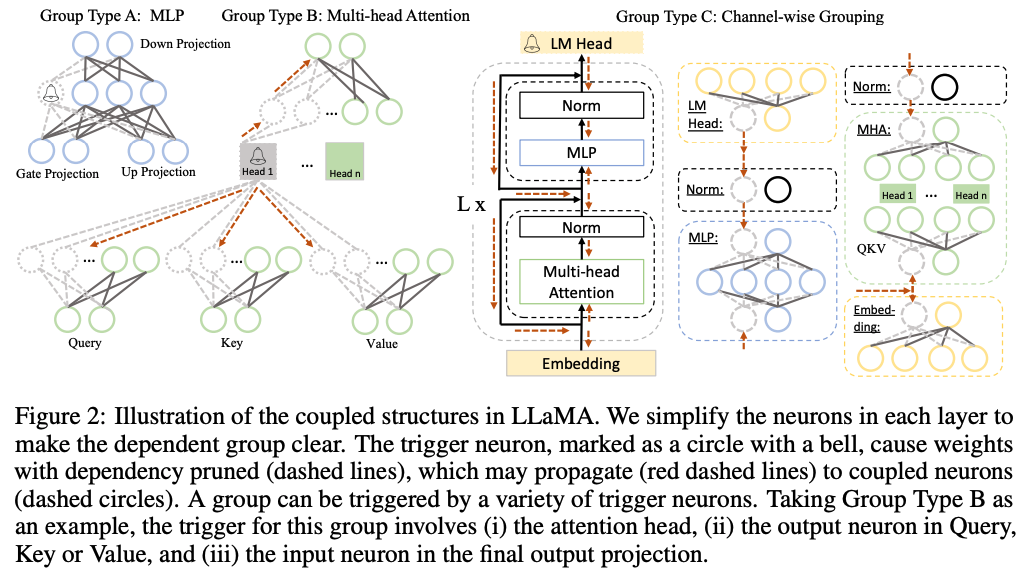 Group Type A: MLP
Group Type B: Multi-head Attention
Group Type C: Channel-wise Grouping
Down Projection
Gate Projection
Up Projection
...
Head 1
...
Head n
...
...
...
Query
Key
Value
LM Head
Norm
MLP
L x
Norm
Multi-head
Attention
Embedding
LM
Head:
Norm:
MLP:
Norm:
MHA:
Head 1
...
Head n
QKV
Embed-
ding:
Figure 2: Illustration of the coupled structures in LLaMA. We simplify the neurons in each layer to
make the dependent group clear. The trigger neuron, marked as a circle with a bell, cause weights
with dependency pruned (dashed lines), which may propagate (red dashed lines) to coupled neurons
(dashed circles). A group can be triggered by a variety of trigger neurons. Taking Group Type B as
an example, the trigger for this group involves (i) the attention head, (ii) the output neuron in Query,
Key or Value, and (iii) the input neuron in the final output projection.